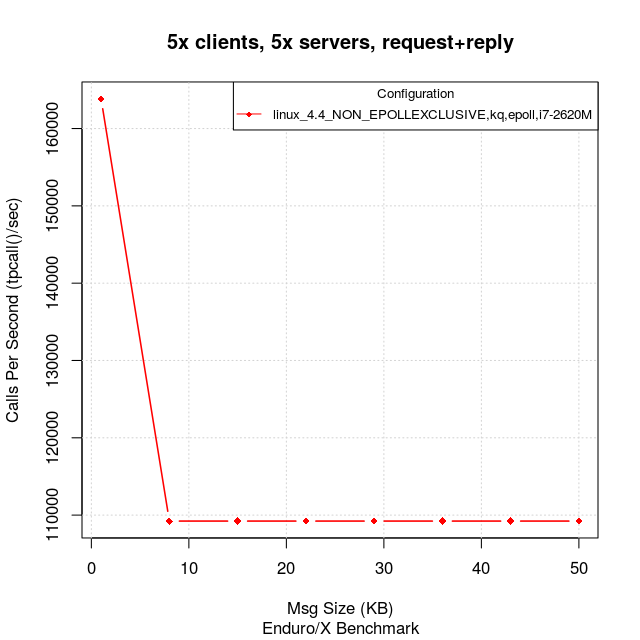 5x clients, 5x servers, request+reply
Configuration
linux_4.4_NON_EPOLLEXCLUSIVE,kq,epoll,i7-2620M
Calls Per Second (tpcall()/sec)
160000
150000
140000
130000
120000
110000
0 10 20 30 40 50
Msg Size (KB)
Enduro/X Benchmark